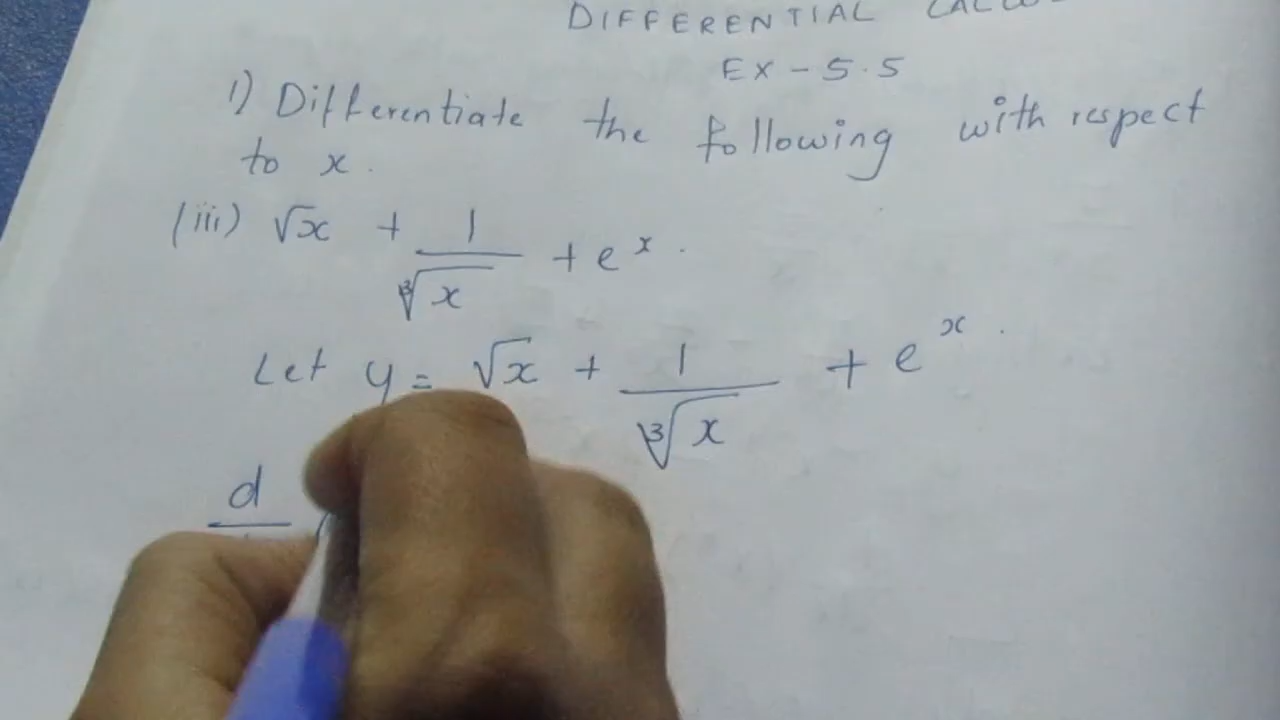 DIFFERENTIAL
EX - 5.5
1) Differentiate the following with respect
to x.
(iii) √x + 1/∛x + e^x.
Let y = √x + 1/∛x + e^x.
d